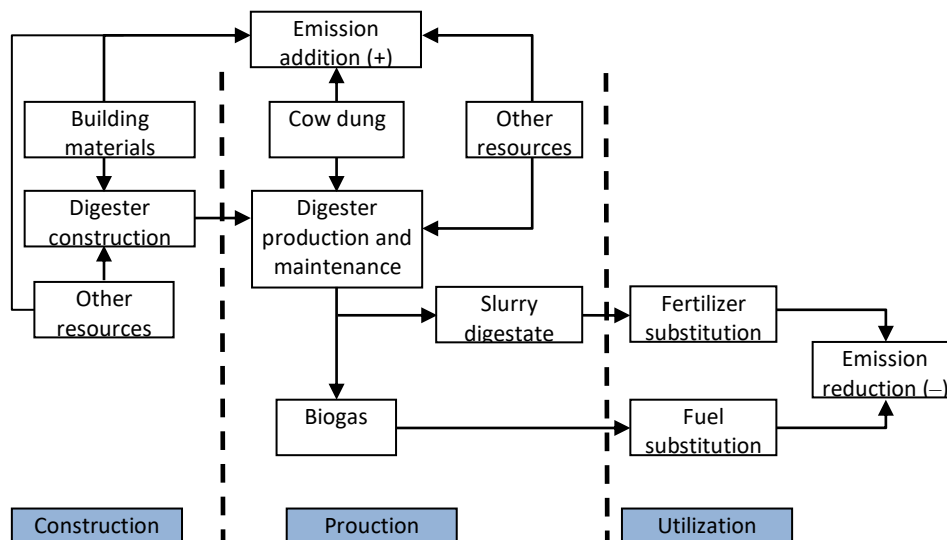 Emission
addition (+)
Building
materials
Cow dung
Other
resources
Digester
construction
Digester
production and
maintenance
Other
resources
Slurry
digestate
Fertilizer
substitution
Emission
reduction (–)
Biogas
Fuel
substitution
Construction
Prouction
Utilization